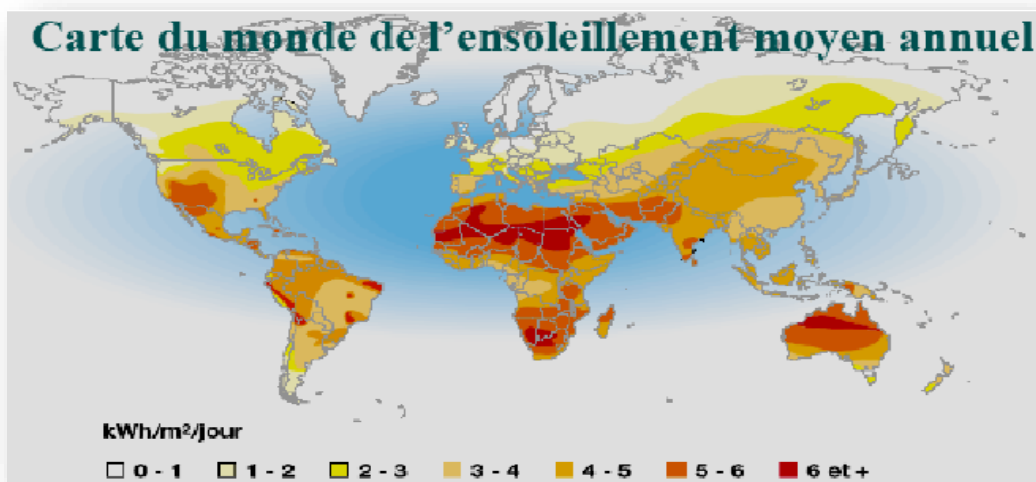 Carte du monde de l'ensoleillement moyen annuel
kWh/m²/jour
0 - 1 1 - 2 2 - 3 3 - 4 4 - 5 5 - 6 6 et +